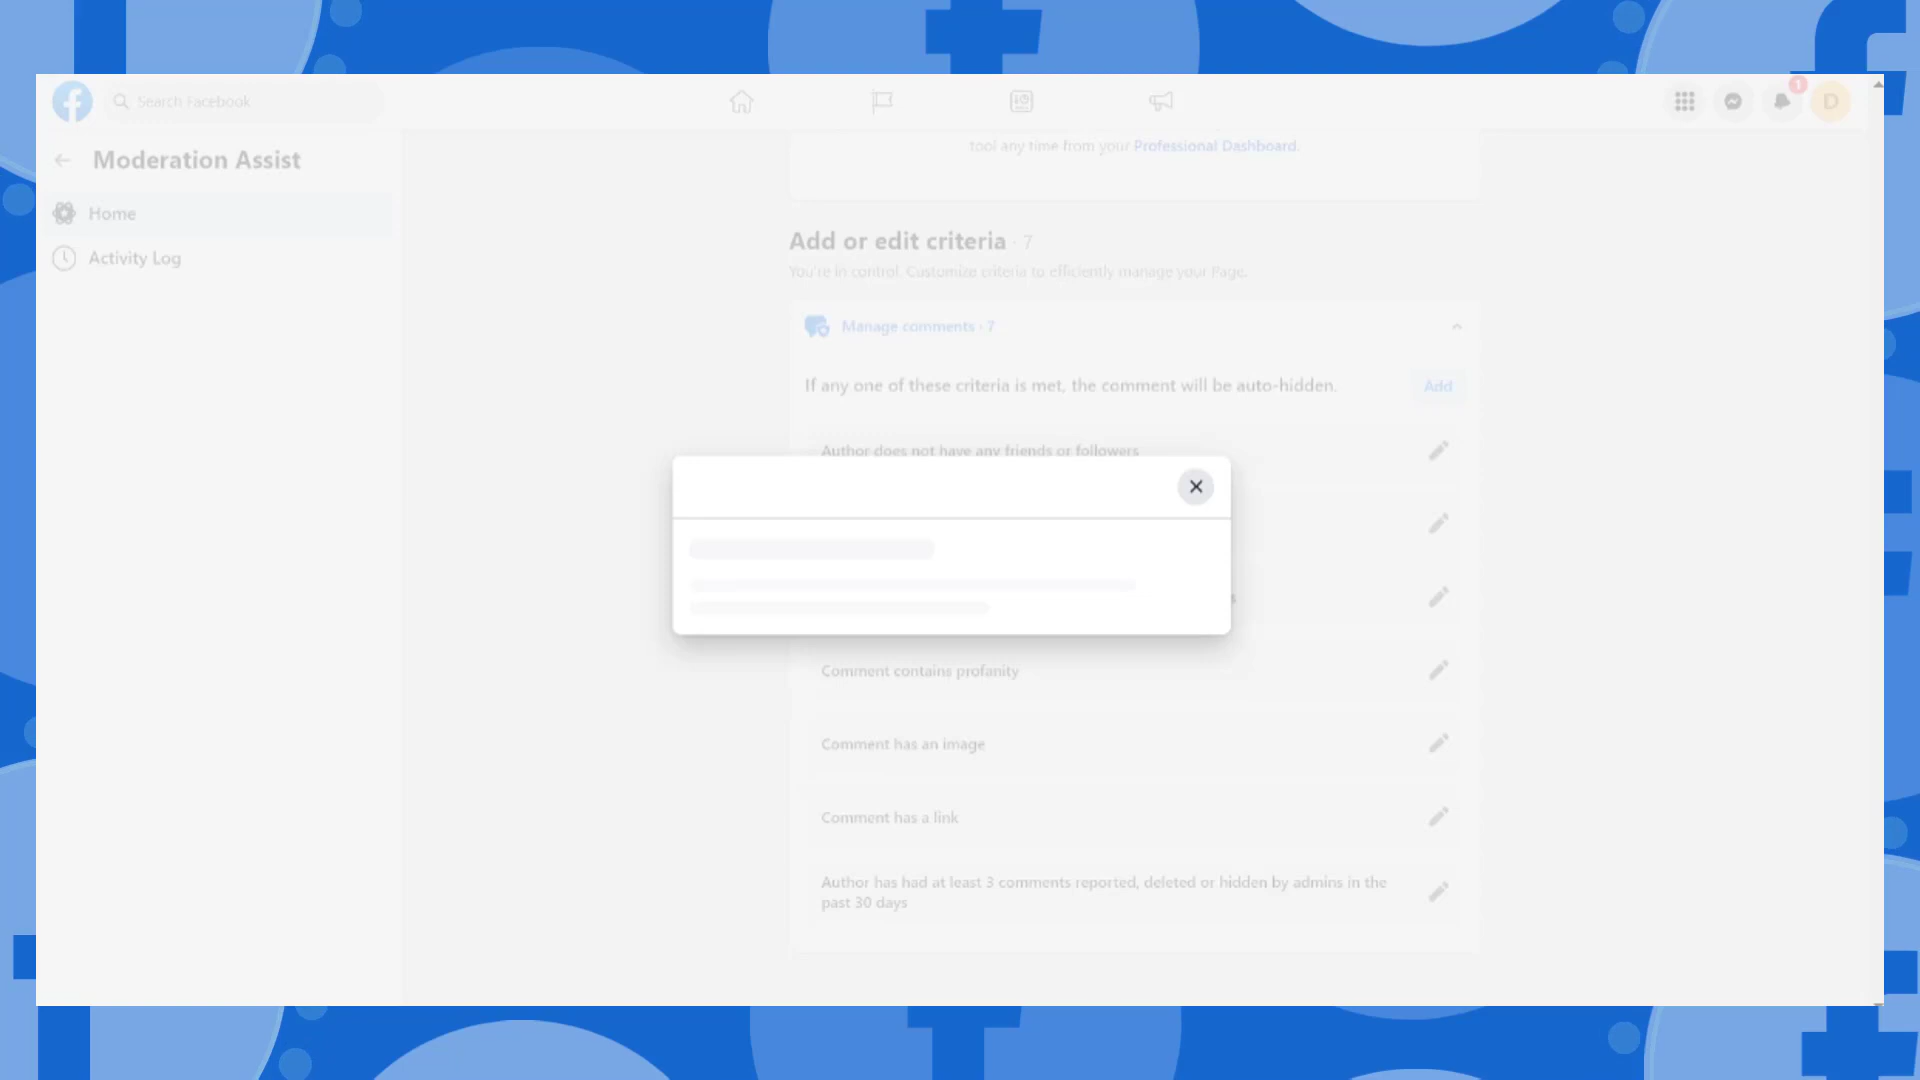 Search Facebook
1
D
Moderation Assist
Home
Activity Log
tool any time from your Professional Dashboard.
Add or edit criteria · 7
You're in control. Customize criteria to efficiently manage your Page.
Manage comments · 7
If any one of these criteria is met, the comment will be auto-hidden.
Add
Author does not have any friends or followers
Comment contains profanity
Comment has an image
Comment has a link
Author has had at least 3 comments reported, deleted or hidden by admins in the
past 30 days